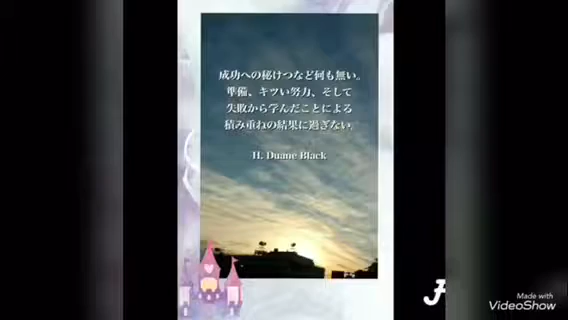 成功への秘けつなど何も無い。
準備、キツい努力、そして
失敗から学んだことによる
積み重ねの結果に過ぎない。
H. Duane Black
Made with
VideoShow